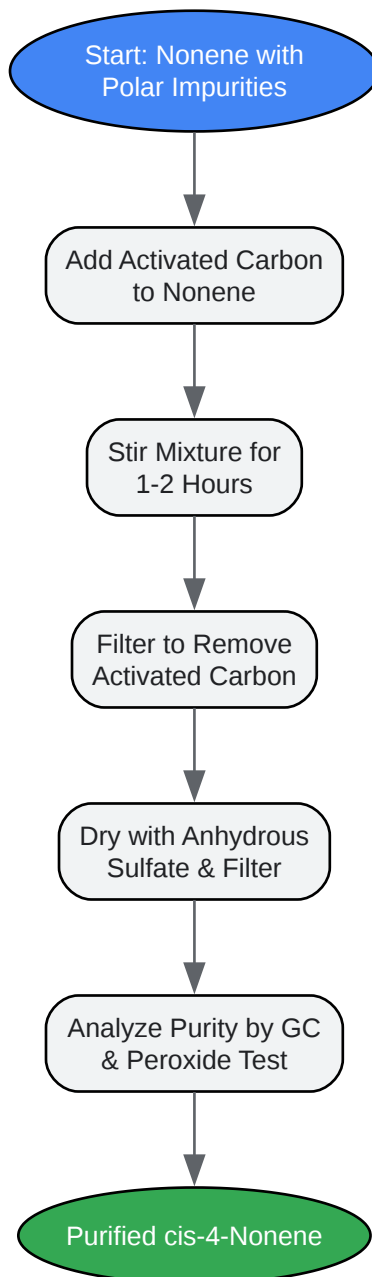 Start: Nonene with
Polar Impurities
Add Activated Carbon
to Nonene
Stir Mixture for
1-2 Hours
Filter to Remove
Activated Carbon
Dry with Anhydrous
Sulfate & Filter
Analyze Purity by GC
& Peroxide Test
Purified cis-4-Nonene